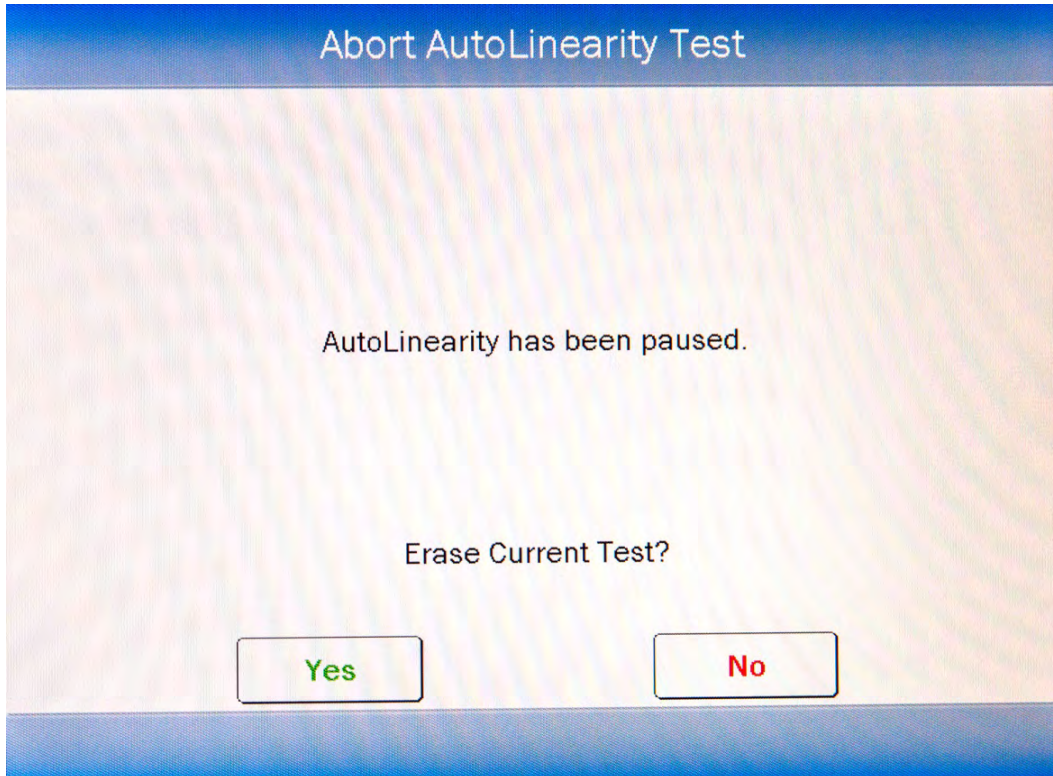 Abort AutoLinearity Test
AutoLinearity has been paused.
Erase Current Test?
Yes
No